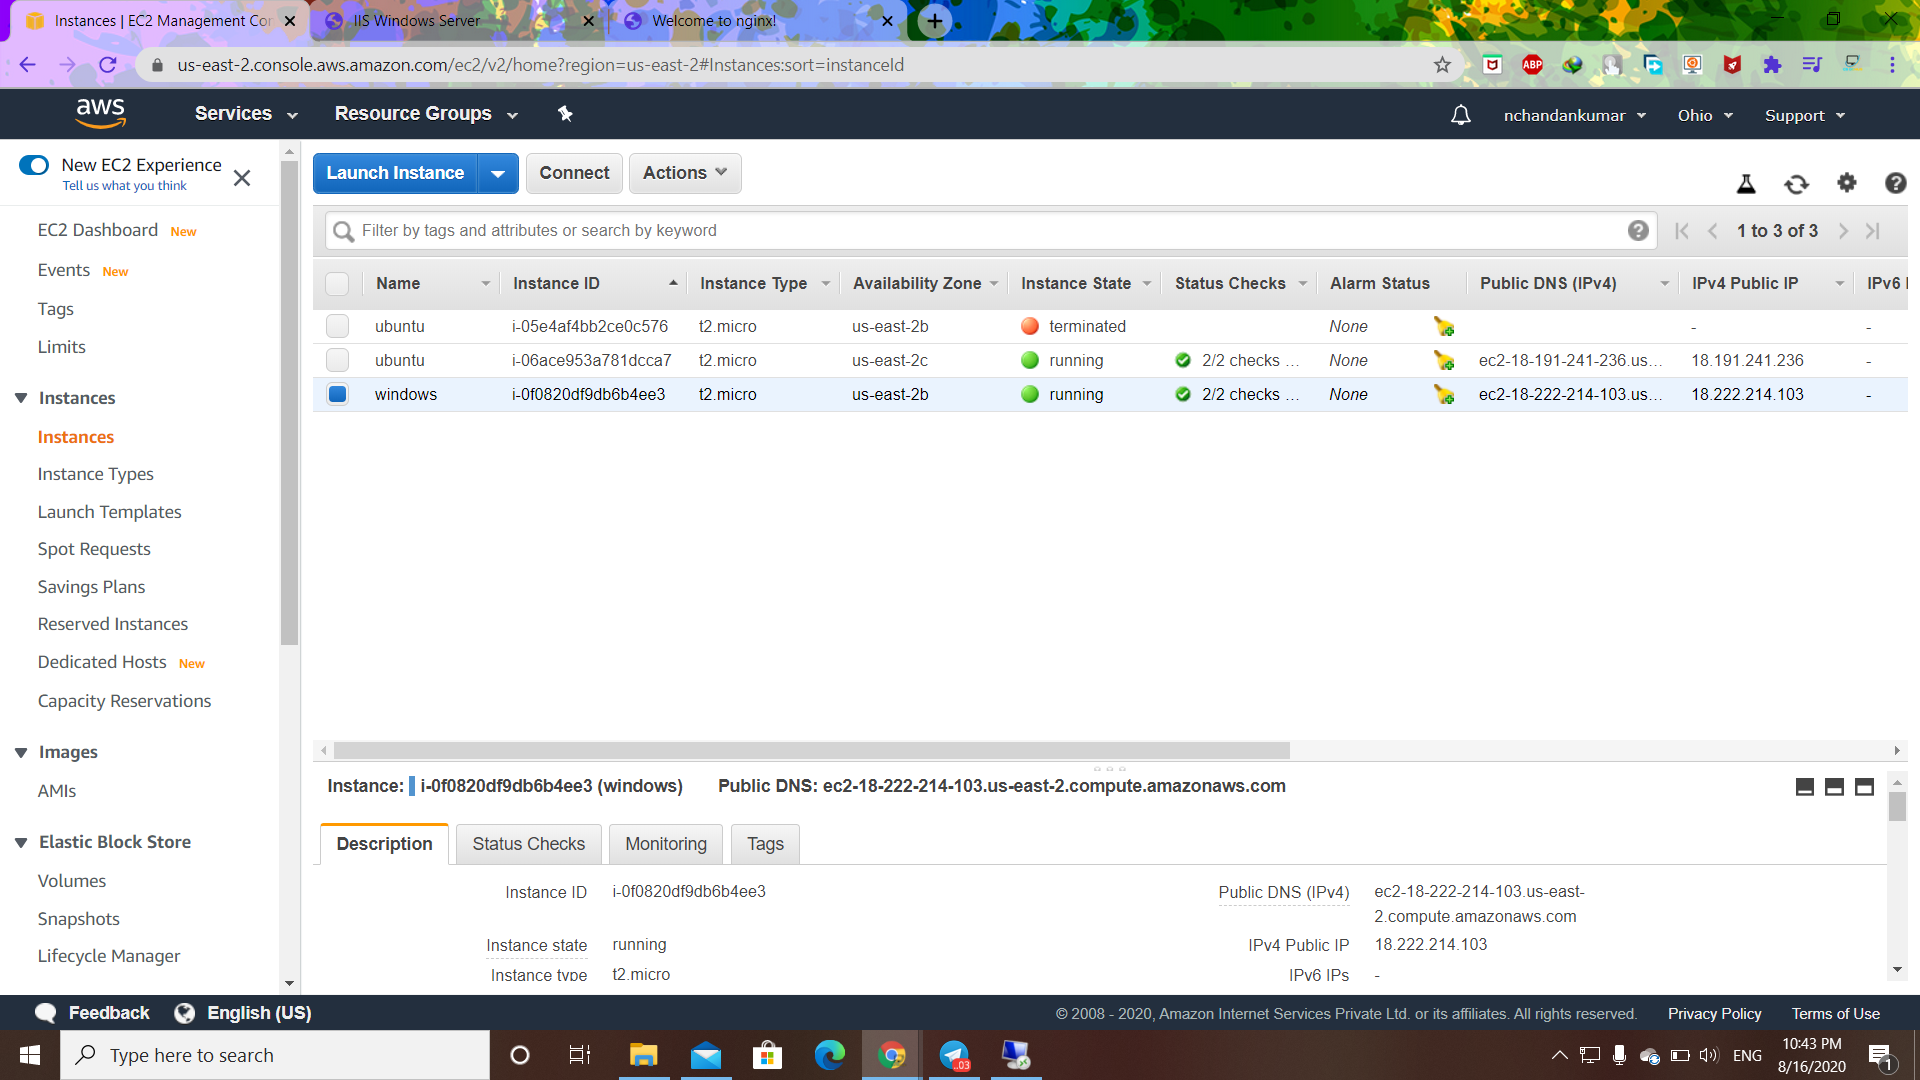 Instances | EC2 Management Cor
IIS Windows Server
Welcome to nginx!
us-east-2.console.aws.amazon.com/ec2/v2/home?region=us-east-2#Instances:sort=instanceId
ABP
aws
Services
Resource Groups
nchandankumar
Ohio
Support
New EC2 Experience
Tell us what you think
EC2 Dashboard New
Events New
Tags
Limits
Instances
Instances
Instance Types
Launch Templates
Spot Requests
Savings Plans
Reserved Instances
Dedicated Hosts New
Capacity Reservations
Images
AMIs
Elastic Block Store
Volumes
Snapshots
Lifecycle Manager
Launch Instance
Connect
Actions
Filter by tags and attributes or search by keyword
1 to 3 of 3
Name Instance ID Instance Type Availability Zone Instance State Status Checks Alarm Status Public DNS (IPv4) IPv4 Public IP IPv6 I
ubuntu i-05e4af4bb2ce0c576 t2.micro us-east-2b terminated None - -
ubuntu i-06ace953a781dcca7 t2.micro us-east-2c running 2/2 checks ... None ec2-18-191-241-236.us... 18.191.241.236 -
windows i-0f0820df9db6b4ee3 t2.micro us-east-2b running 2/2 checks ... None ec2-18-222-214-103.us... 18.222.214.103 -
Instance: i-0f0820df9db6b4ee3 (windows) Public DNS: ec2-18-222-214-103.us-east-2.compute.amazonaws.com
Description
Status Checks
Monitoring
Tags
Instance ID i-0f0820df9db6b4ee3
Instance state running
Instance type t2.micro
Public DNS (IPv4) ec2-18-222-214-103.us-east-
2.compute.amazonaws.com
IPv4 Public IP 18.222.214.103
IPv6 IPs -
Feedback
English (US)
© 2008 - 2020, Amazon Internet Services Private Ltd. or its affiliates. All rights reserved.
Privacy Policy
Terms of Use
Type here to search
..03
ENG
10:43 PM
8/16/2020
1